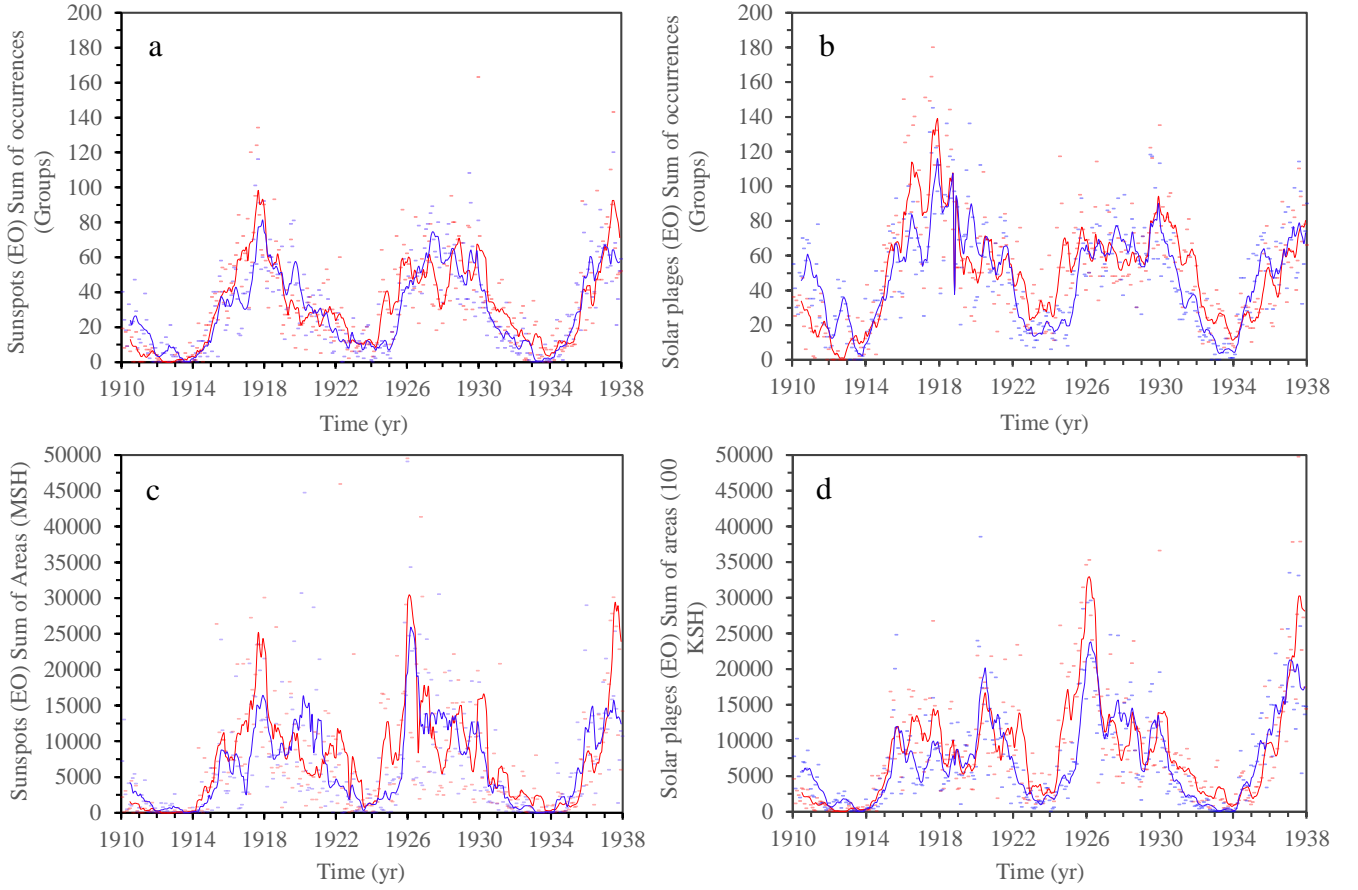 Sunspots (EO) Sum of occurrences
(Groups)
200
180
160
140
120
100
80
60
40
20
0
a
1910 1914 1918 1922 1926 1930 1934 1938
Time (yr)
Solar plages (EO) Sum of occurrences
(Groups)
200
180
160
140
120
100
80
60
40
20
0
b
1910 1914 1918 1922 1926 1930 1934 1938
Time (yr)
Sunspots (EO) Sum of Areas (MSH)
50000
45000
40000
35000
30000
25000
20000
15000
10000
5000
0
c
1910 1914 1918 1922 1926 1930 1934 1938
Time (yr)
Solar plages (EO) Sum of areas (100
KSH)
50000
45000
40000
35000
30000
25000
20000
15000
10000
5000
0
d
1910 1914 1918 1922 1926 1930 1934 1938
Time (yr)